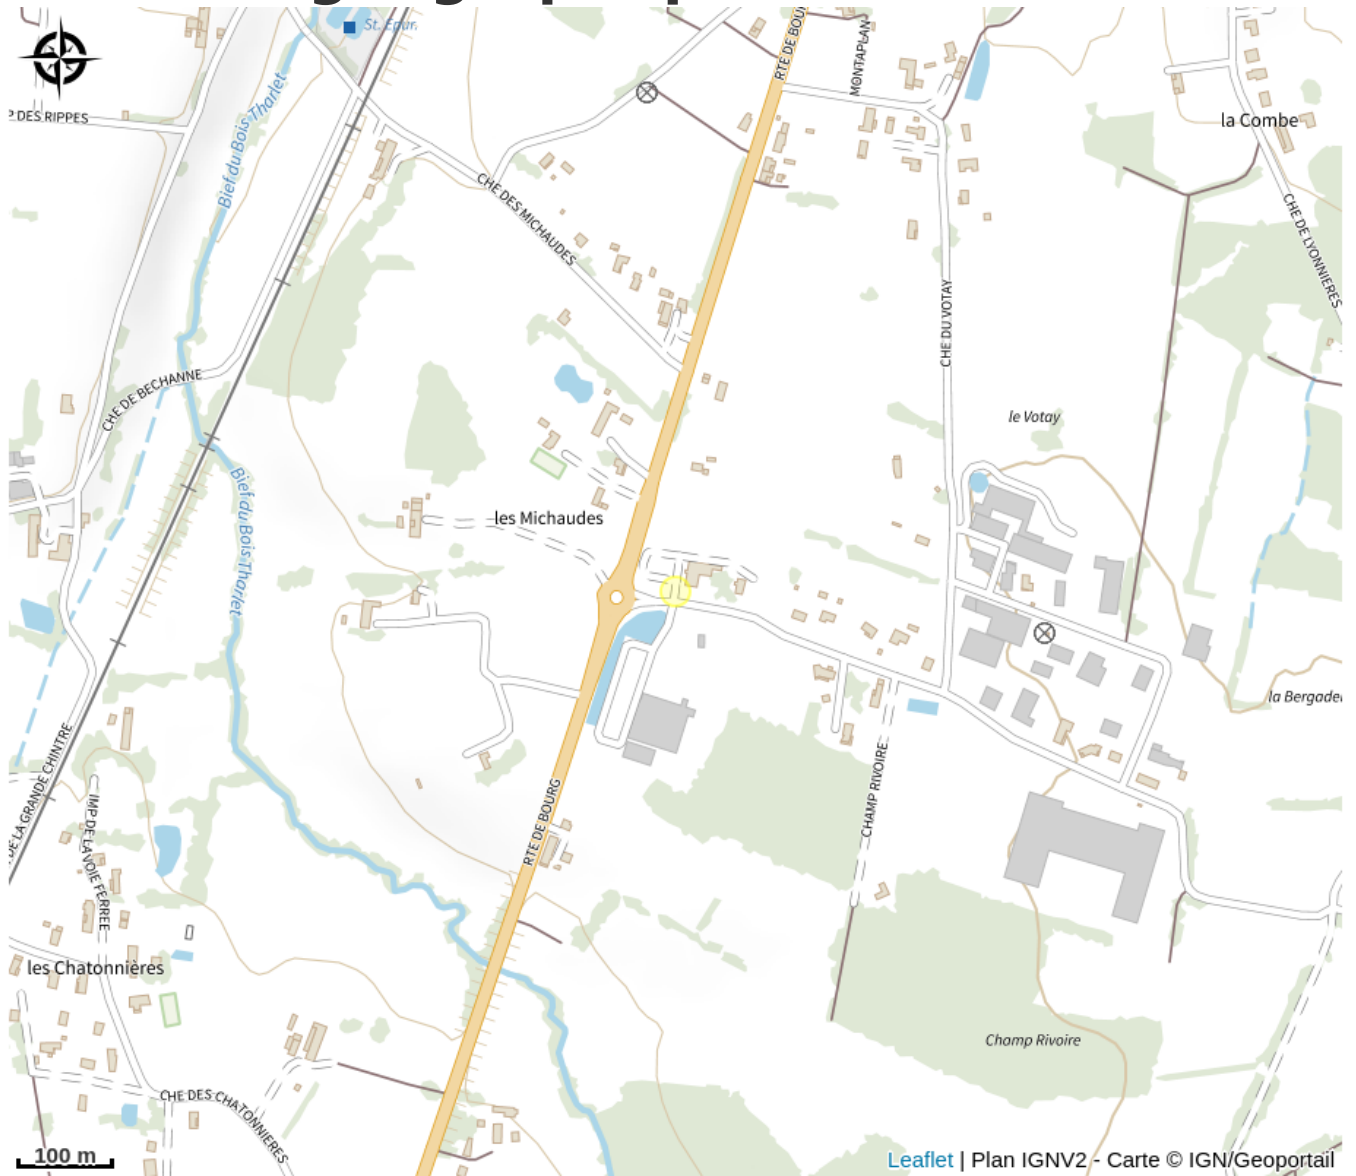 St. Epur.
RTE DE BOU
MONTAPLAN
P DES RIPPES
la Combe
Bief du Bois Tharlet
CHE DES MICHAUDES
CHE DE LYONNIERES
CHE DU VOTAY
CHE DE BECHANNE
le Votay
Bief du Bois Tharlet
les Michaudes
la Bergade
DE LA GRANDE CHINTRE
CHAMP RIVOIRE
RTE DE BOURG
IMP DE LA VOIE FERREE
les Chatonnières
Champ Rivoire
CHE DES CHATONNIERES
100 m
Leaflet | Plan IGNV2 - Carte © IGN/Geoportail